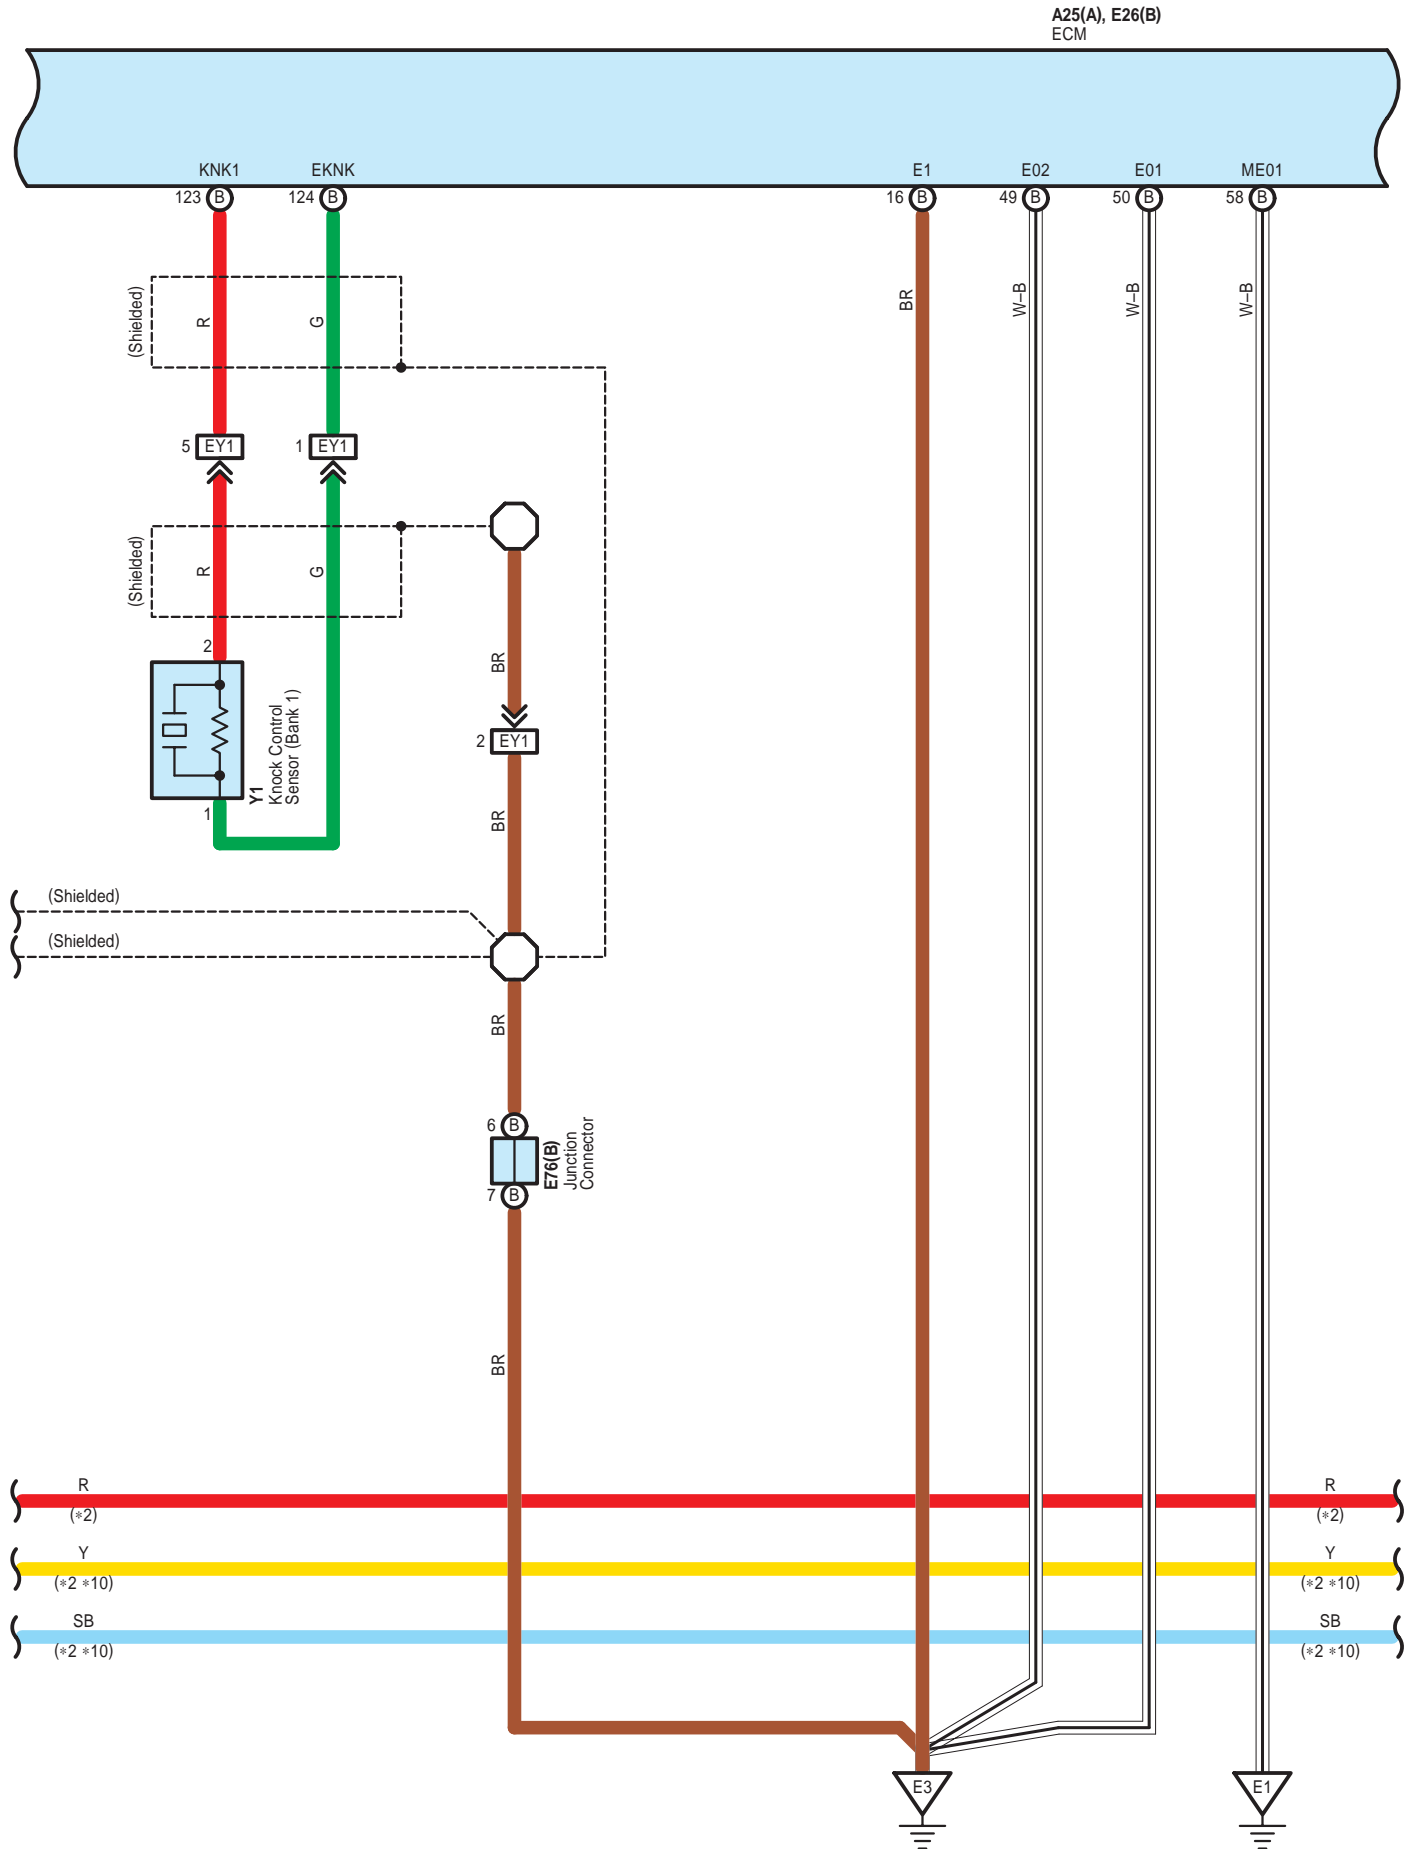 A25(A), E26(B)
ECM
KNK1 EKNK E1 E02 E01 ME01
123 B 124 B 16 B 49 B 50 B 58 B
(Shielded) R G BR W–B W–B W–B
5 EY1 1 EY1
(Shielded) R G
2 BR
Y1
Knock Control
Sensor (Bank 1)
2 EY1
1 BR
(Shielded)
(Shielded)
BR
6 B
E76(B)
Junction
Connector
7 B
BR
R R
(*2) (*2)
Y Y
(*2 *10) (*2 *10)
SB SB
(*2 *10) (*2 *10)
E3 E1